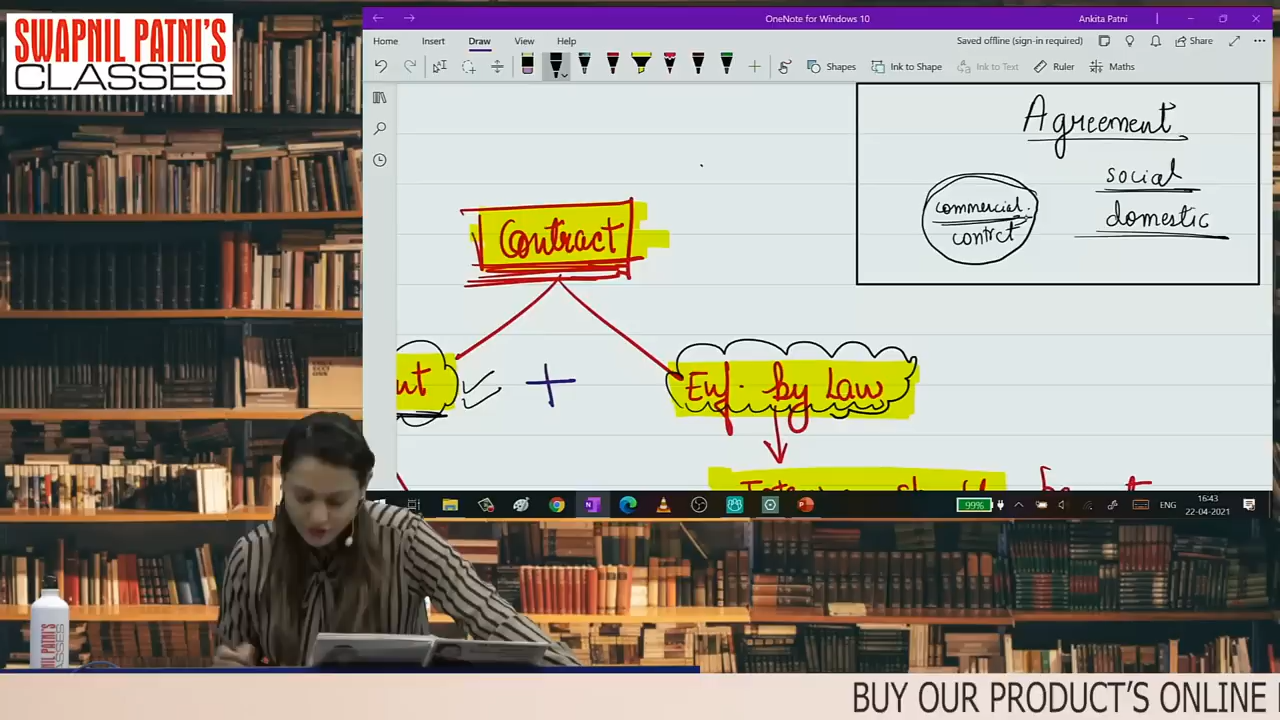 SWAPNIL PATNI'S
CLASSES
OneNote for Windows 10
Ankita Patni
Home Insert Draw View Help
Saved offline (sign-in required)
Share
Shapes
Ink to Shape
Ink to Text
Ruler
Maths
Agreement
social
domestic
commercial
contrct
Contract
Enf. by Law
+
99%
ENG
16:43
22-04-2021
BUY OUR PRODUCT'S ONLINE